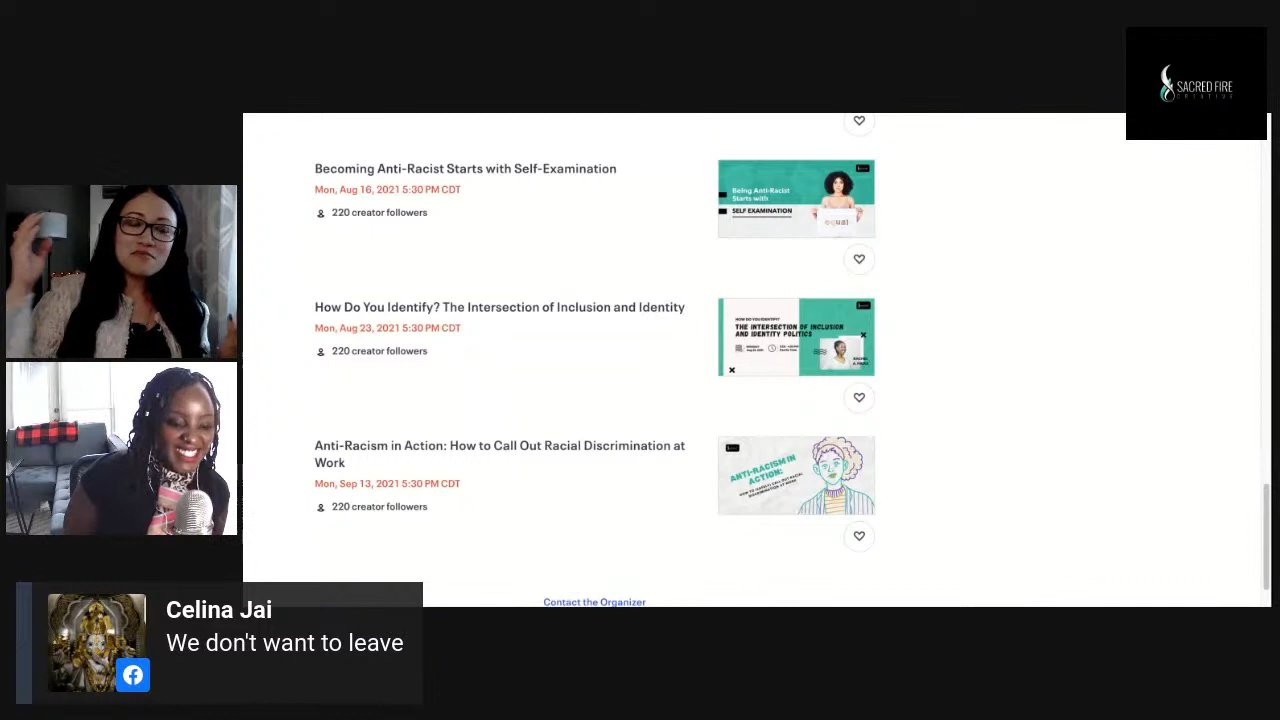 SACRED FIRE
CREATIVE
Becoming Anti-Racist Starts with Self-Examination
Mon, Aug 16, 2021 5:30 PM CDT
220 creator followers
Being Anti-Racist
Starts with
SELF EXAMINATION
equal
How Do You Identify? The Intersection of Inclusion and Identity
Mon, Aug 23, 2021 5:30 PM CDT
220 creator followers
HOW DO YOU IDENTIFY?
THE INTERSECTION OF INCLUSION
AND IDENTITY POLITICS
Anti-Racism in Action: How to Call Out Racial Discrimination at
Work
Mon, Sep 13, 2021 5:30 PM CDT
220 creator followers
ANTI-RACISM IN
ACTION:
Contact the Organizer
Celina Jai
We don't want to leave